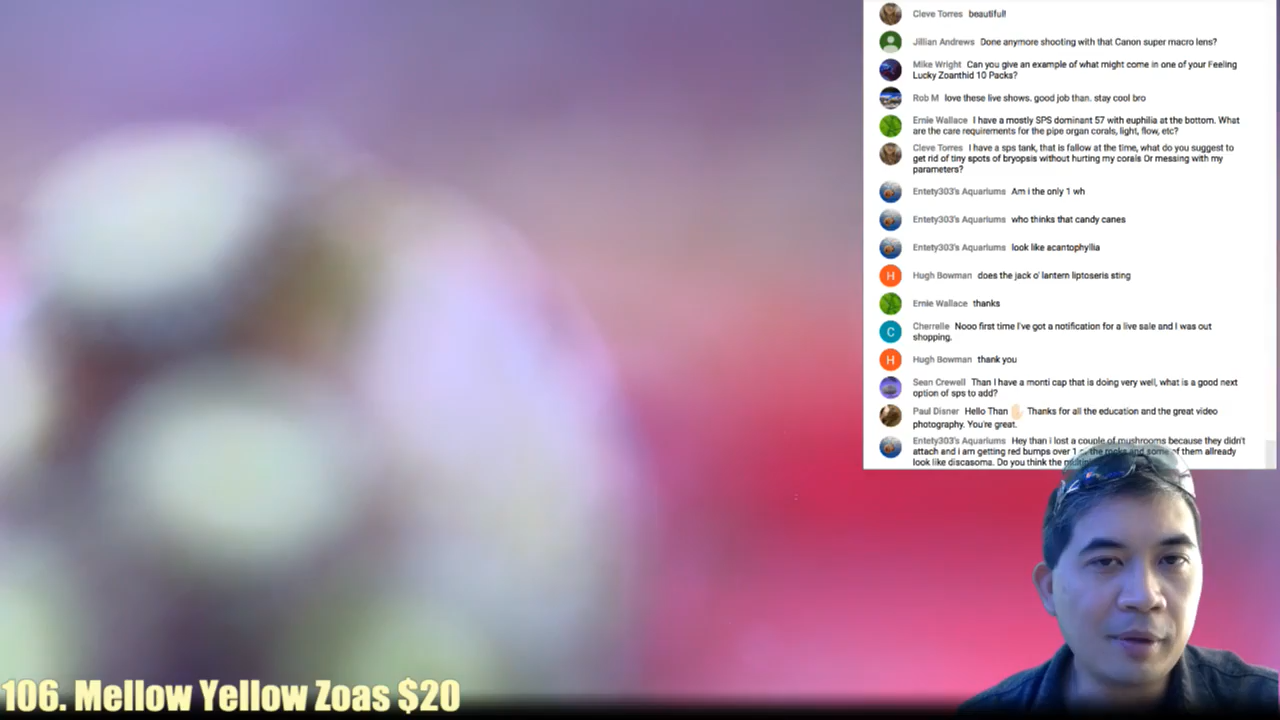 Cleve Torres beautiful!
Jillian Andrews Done anymore shooting with that Canon super macro lens?
Mike Wright Can you give an example of what might come in one of your Feeling
Lucky Zoanthid 10 Packs?
Rob M love these live shows. good job than. stay cool bro
Ernie Wallace I have a mostly SPS dominant 57 with euphilia at the bottom. What
are the care requirements for the pipe organ corals, light, flow, etc?
Cleve Torres I have a sps tank, that is fallow at the time, what do you suggest to
get rid of tiny spots of bryopsis without hurting my corals Or messing with my
parameters?
Entety303's Aquariums Am i the only 1 wh
Entety303's Aquariums who thinks that candy canes
Entety303's Aquariums look like acantophyllia
H Hugh Bowman does the jack o' lantern liptoseris sting
Ernie Wallace thanks
C Cherrelle Nooo first time I've got a notification for a live sale and I was out
shopping.
H Hugh Bowman thank you
Sean Crewell Than I have a monti cap that is doing very well, what is a good next
option of sps to add?
Paul Disner Hello Than ✋🏻 Thanks for all the education and the great video
photography. You're great.
Entety303's Aquariums Hey than i lost a couple of mushrooms because they didn't
attach and i am getting red bumps over 1 of the rocks and some of them allready
look like discasoma. Do you think the
106. Mellow Yellow Zoas $20